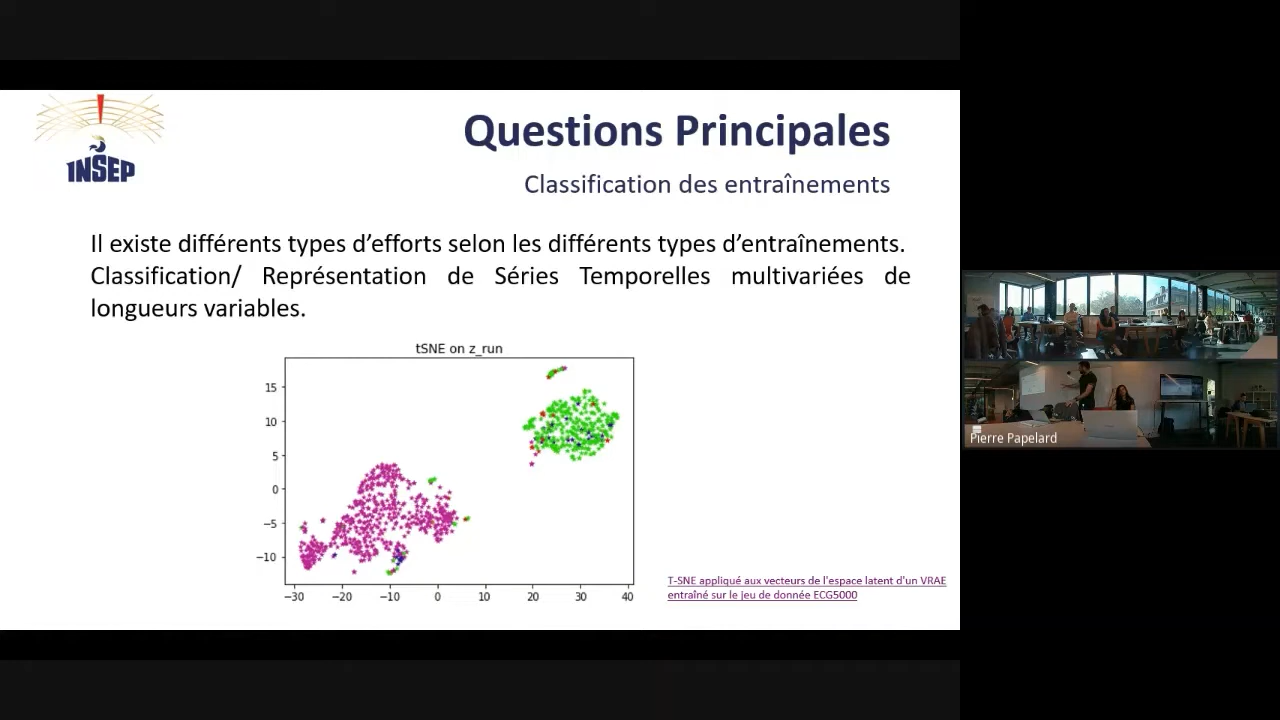 INSEP
Questions Principales
Classification des entraînements
Il existe différents types d’efforts selon les différents types d’entraînements.
Classification/ Représentation de Séries Temporelles multivariées de
longueurs variables.
tSNE on z_run
15
10
5
0
−5
−10
−30 −20 −10 0 10 20 30 40
T-SNE appliqué aux vecteurs de l'espace latent d'un VRAE
entraîné sur le jeu de donnée ECG5000
Pierre Papelard